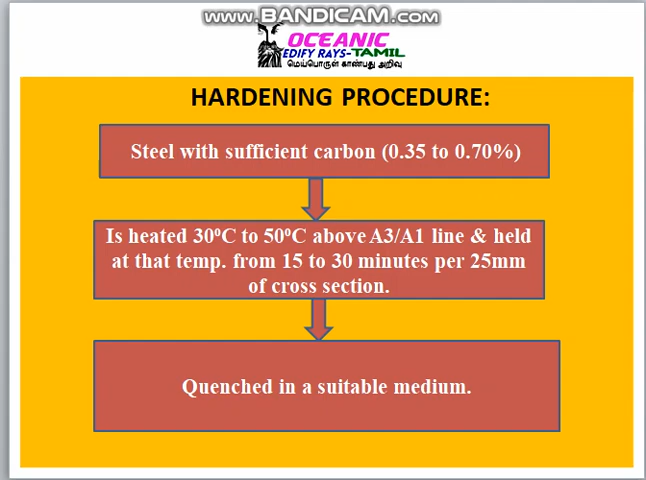 www.BANDICAM.com
OCEANIC
EDIFY RAYS-TAMIL
மெய்பொருள் காண்பது அறிவு
HARDENING PROCEDURE:
Steel with sufficient carbon (0.35 to 0.70%)
Is heated 30⁰C to 50⁰C above A3/A1 line & held
at that temp. from 15 to 30 minutes per 25mm
of cross section.
Quenched in a suitable medium.